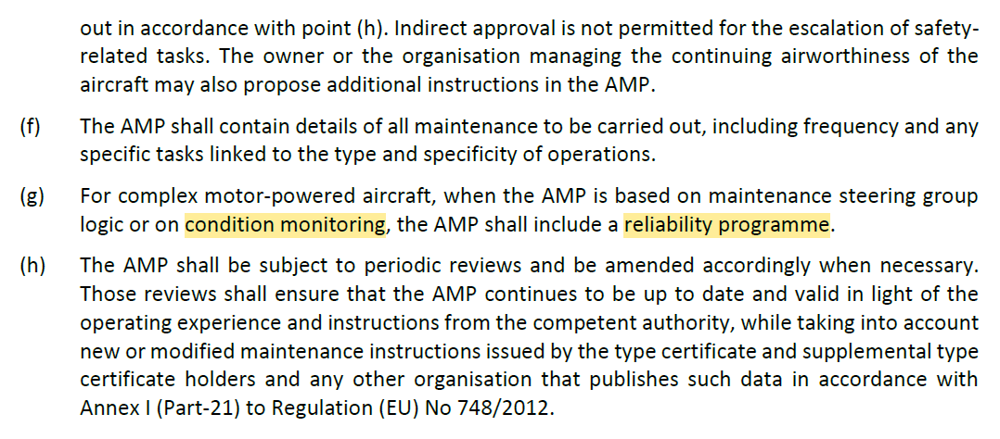 out in accordance with point (h). Indirect approval is not permitted for the escalation of safety-
related tasks. The owner or the organisation managing the continuing airworthiness of the
aircraft may also propose additional instructions in the AMP.
(f) The AMP shall contain details of all maintenance to be carried out, including frequency and any
specific tasks linked to the type and specificity of operations.
(g) For complex motor-powered aircraft, when the AMP is based on maintenance steering group
logic or on condition monitoring, the AMP shall include a reliability programme.
(h) The AMP shall be subject to periodic reviews and be amended accordingly when necessary.
Those reviews shall ensure that the AMP continues to be up to date and valid in light of the
operating experience and instructions from the competent authority, while taking into account
new or modified maintenance instructions issued by the type certificate and supplemental type
certificate holders and any other organisation that publishes such data in accordance with
Annex I (Part-21) to Regulation (EU) No 748/2012.